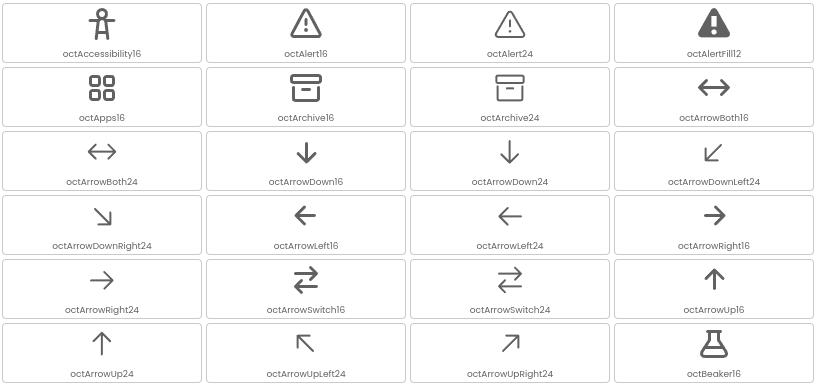 octAccessibility16
octAlert16
octAlert24
octAlertFill12
octApps16
octArchive16
octArchive24
octArrowBoth16
octArrowBoth24
octArrowDown16
octArrowDown24
octArrowDownLeft24
octArrowDownRight24
octArrowLeft16
octArrowLeft24
octArrowRight16
octArrowRight24
octArrowSwitch16
octArrowSwitch24
octArrowUp16
octArrowUp24
octArrowUpLeft24
octArrowUpRight24
octBeaker16